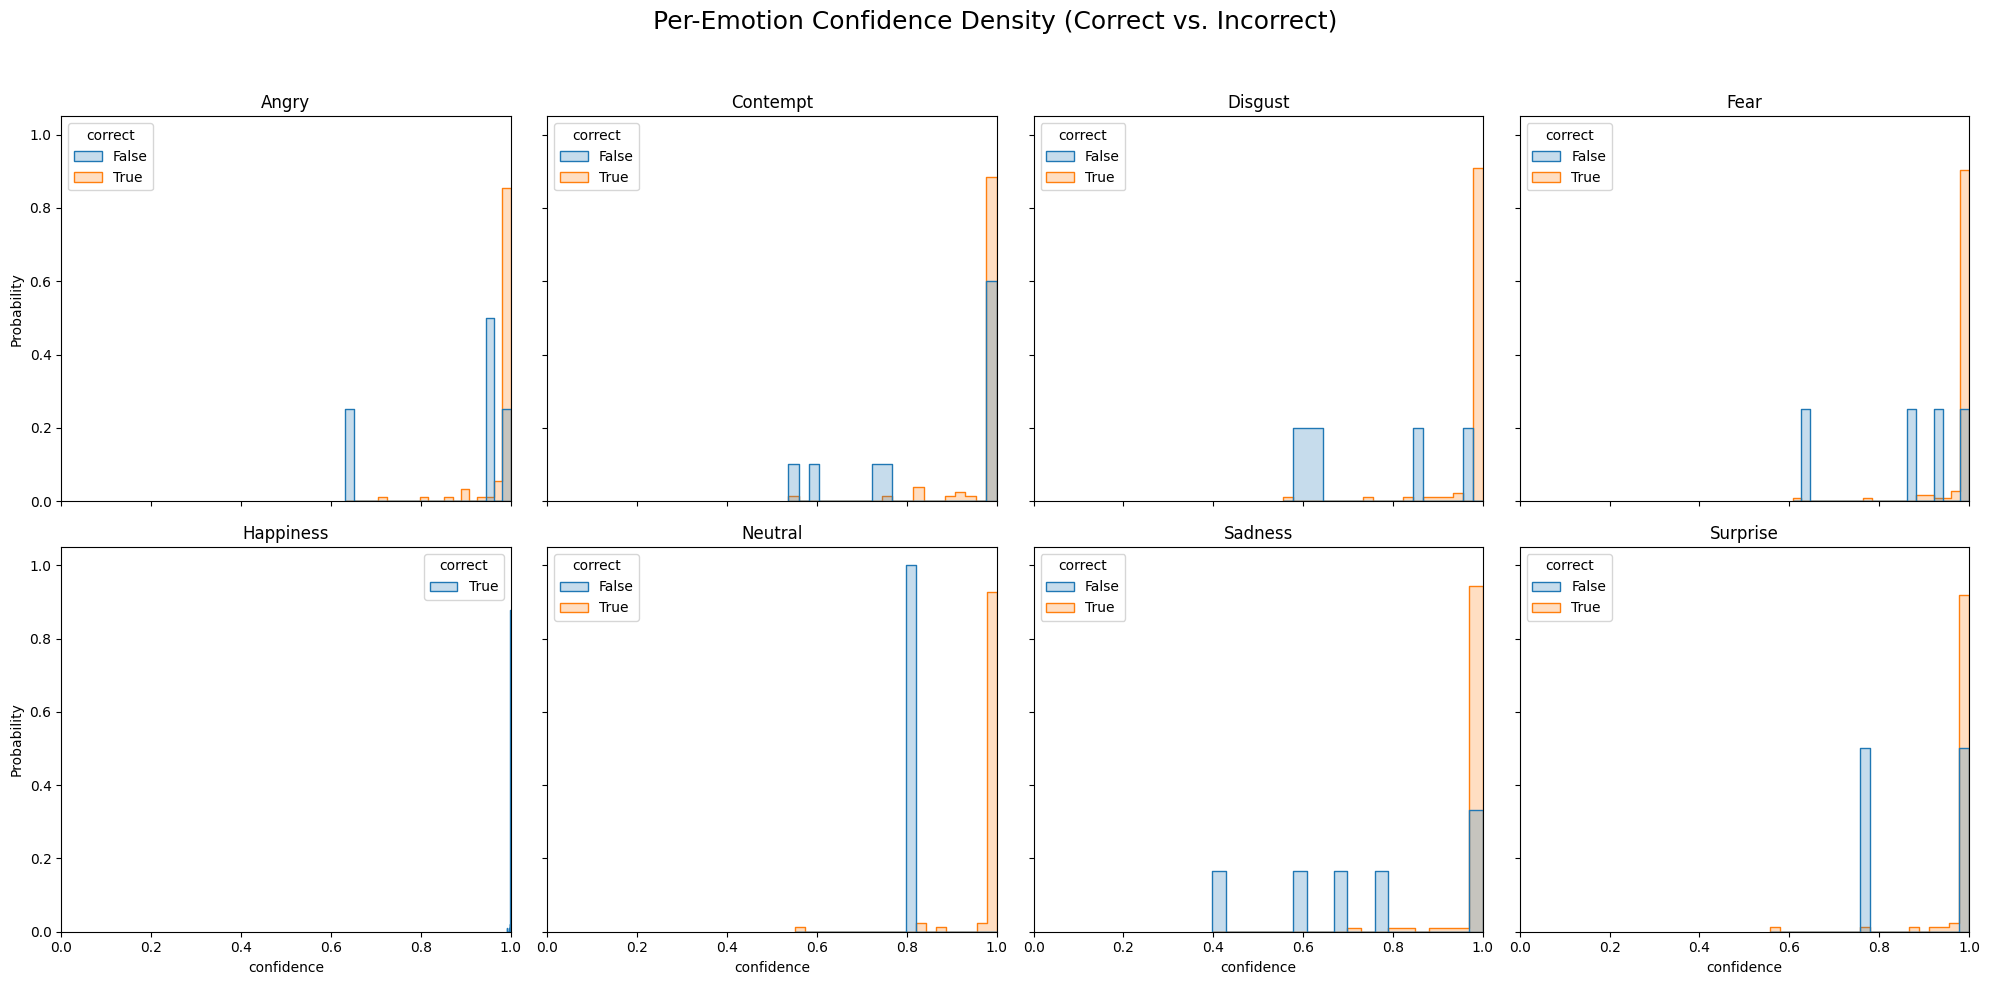 Per-Emotion Confidence Density (Correct vs. Incorrect)
Angry
Contempt
Disgust
Fear
correct
False
True
correct
False
True
correct
False
True
correct
False
True
Probability
1.0
0.8
0.6
0.4
0.2
0.0
Happiness
Neutral
Sadness
Surprise
correct
True
correct
False
True
correct
False
True
correct
False
True
Probability
1.0
0.8
0.6
0.4
0.2
0.0
0.0 0.2 0.4 0.6 0.8 1.0
0.0 0.2 0.4 0.6 0.8 1.0
0.0 0.2 0.4 0.6 0.8 1.0
0.0 0.2 0.4 0.6 0.8 1.0
confidence
confidence
confidence
confidence